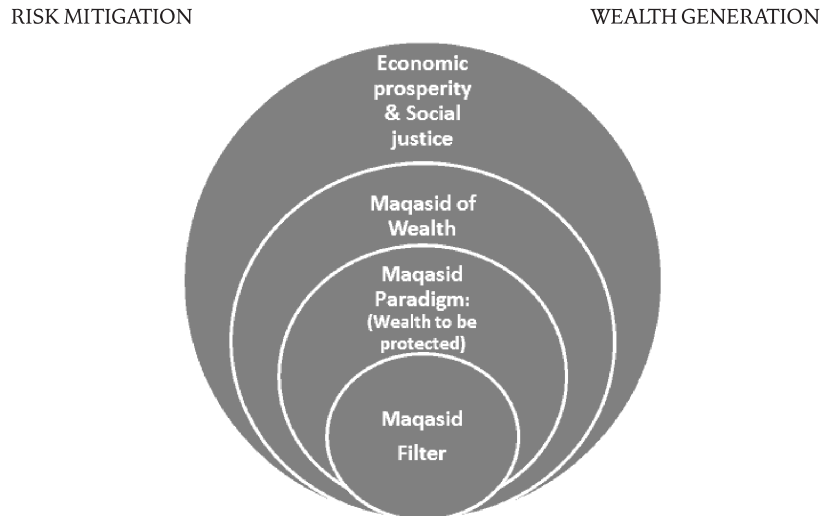 RISK MITIGATION
WEALTH GENERATION
Economic
prosperity
& Social
justice
Maqasid of
Wealth
Maqasid
Paradigm:
(Wealth to be
protected)
Maqasid
Filter